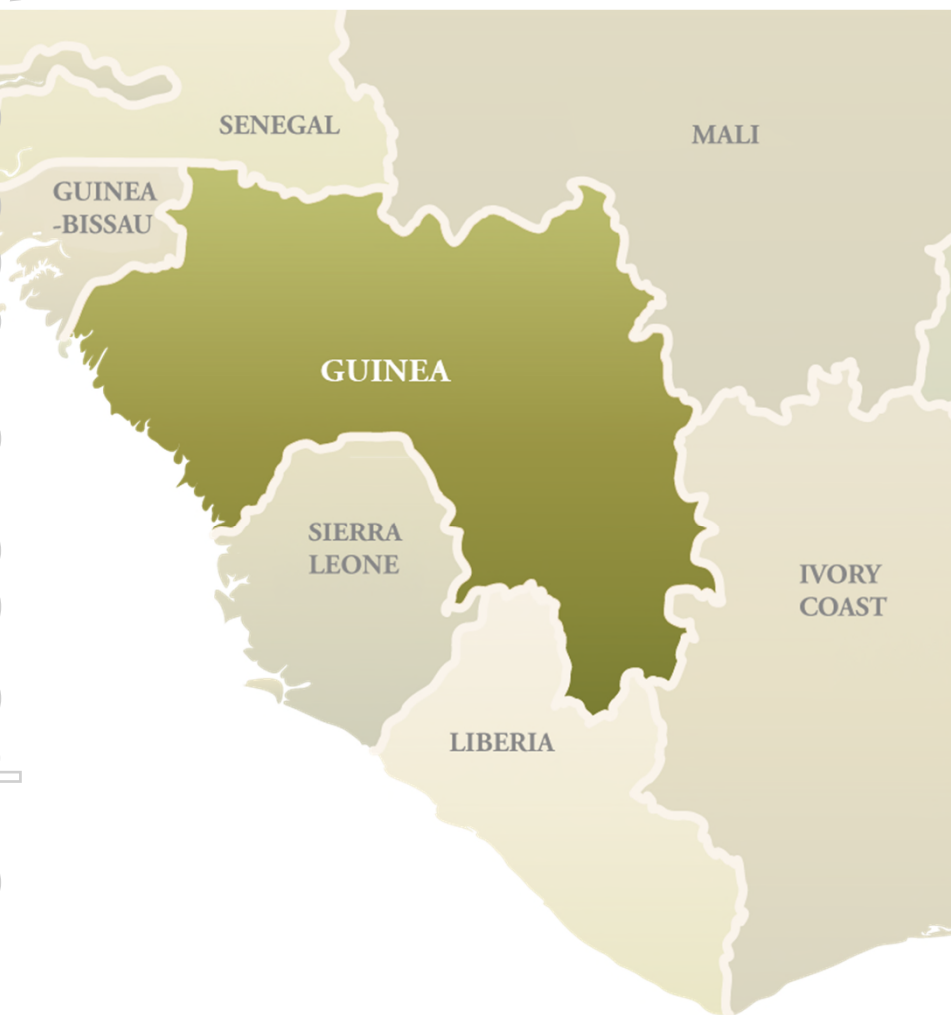 SENEGAL
MALI
GUINEA
-BISSAU
GUINEA
SIERRA
LEONE
IVORY
COAST
LIBERIA